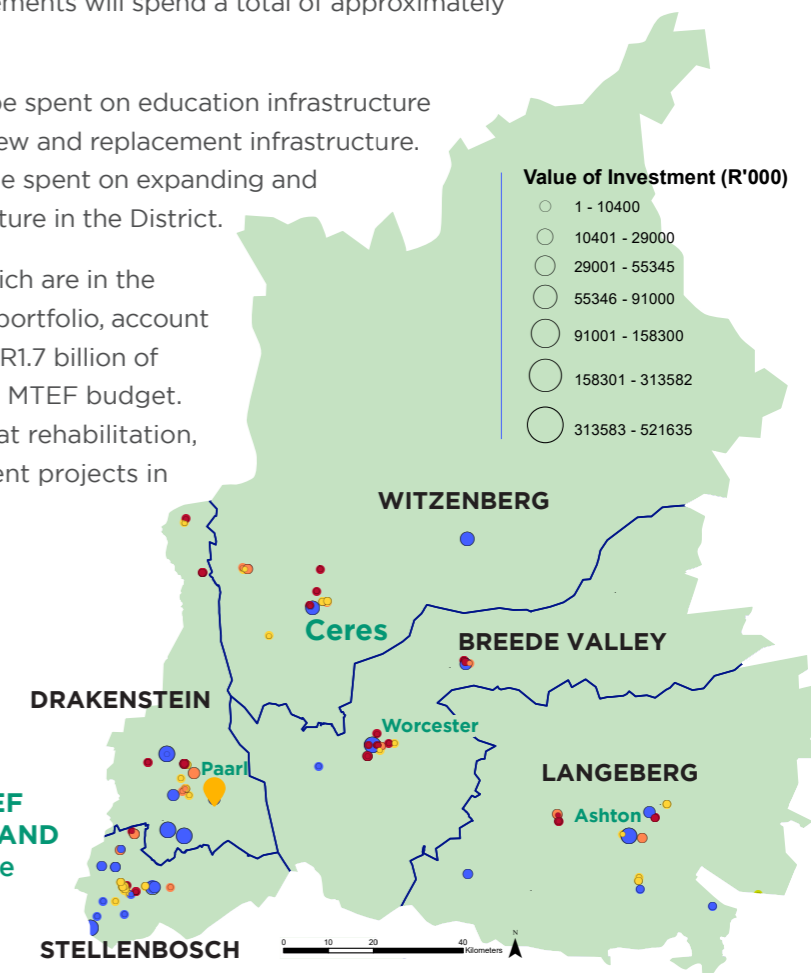 ements will spend a total of approximately
be spent on education infrastructure
ew and replacement infrastructure.
e spent on expanding and
ture in the District.
ich are in the
portfolio, account
R1.7 billion of
MTEF budget.
at rehabilitation,
ent projects in
Value of Investment (R'000)
1 - 10400
10401 - 29000
29001 - 55345
55346 - 91000
91001 - 158300
158301 - 313582
313583 - 521635
WITZENBERG
Ceres
BREEDE VALLEY
DRAKENSTEIN
Worcester
Paarl
LANGEBERG
Ashton
EF
AND
e
STELLENBOSCH
0 10 20 40 Kilometers
N